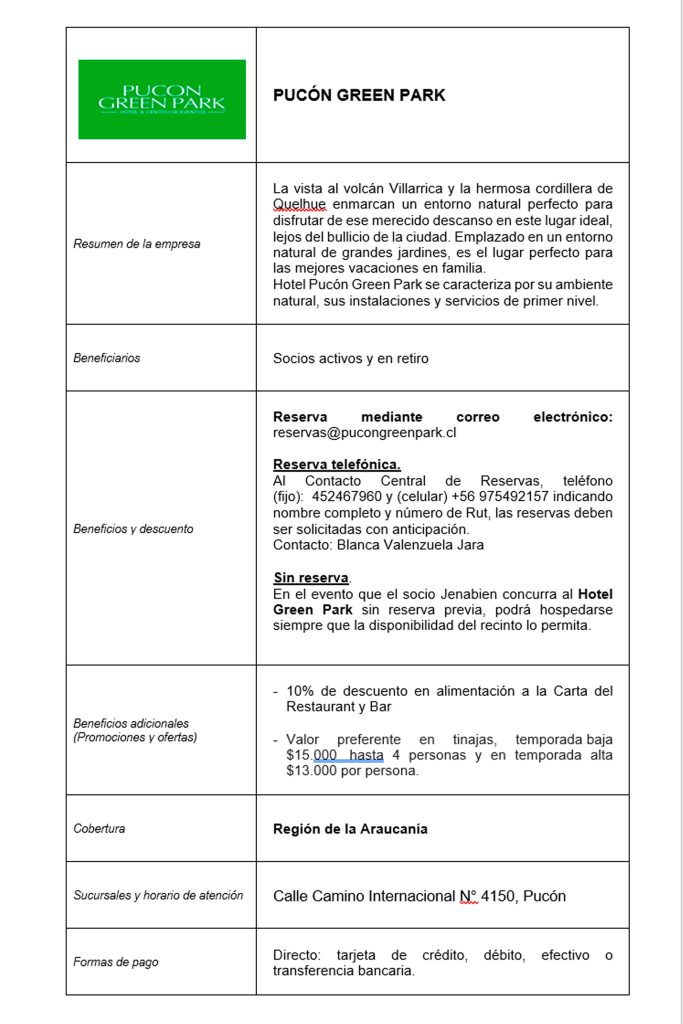 PUCON
GREEN PARK
HOTEL & CENTRO DE EVENTOS
PUCÓN GREEN PARK
Resumen de la empresa
La vista al volcán Villarrica y la hermosa cordillera de
Quelhue enmarcan un entorno natural perfecto para
disfrutar de ese merecido descanso en este lugar ideal,
lejos del bullicio de la ciudad. Emplazado en un entorno
natural de grandes jardines, es el lugar perfecto para
las mejores vacaciones en familia.
Hotel Pucón Green Park se caracteriza por su ambiente
natural, sus instalaciones y servicios de primer nivel.
Beneficiarios
Socios activos y en retiro
Beneficios y descuento
Reserva mediante correo electrónico:
reservas@pucongreenpark.cl
Reserva telefónica.
Al Contacto Central de Reservas, teléfono
(fijo): 452467960 y (celular) +56 975492157 indicando
nombre completo y número de Rut, las reservas deben
ser solicitadas con anticipación.
Contacto: Blanca Valenzuela Jara
Sin reserva.
En el evento que el socio Jenabien concurra al Hotel
Green Park sin reserva previa, podrá hospedarse
siempre que la disponibilidad del recinto lo permita.
Beneficios adicionales
(Promociones y ofertas)
- 10% de descuento en alimentación a la Carta del
Restaurant y Bar
- Valor preferente en tinajas, temporada baja
$15.000 hasta 4 personas y en temporada alta
$13.000 por persona.
Cobertura
Región de la Araucanía
Sucursales y horario de atención
Calle Camino Internacional N° 4150, Pucón
Formas de pago
Directo: tarjeta de crédito, débito, efectivo o
transferencia bancaria.